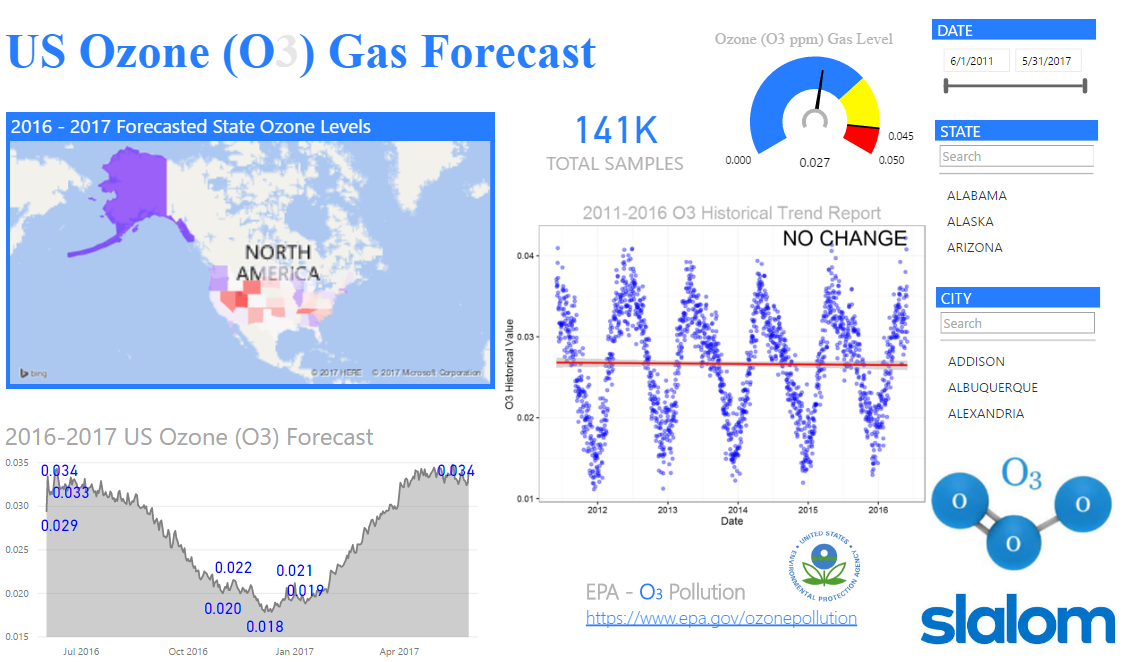 US Ozone (O3) Gas Forecast
Ozone (O3 ppm) Gas Level
0.000
0.027
0.045
0.050
141K
TOTAL SAMPLES
DATE
6/1/2011
5/31/2017
STATE
Search
ALABAMA
ALASKA
ARIZONA
CITY
Search
ADDISON
ALBUQUERQUE
ALEXANDRIA
2016 - 2017 Forecasted State Ozone Levels
NORTH
AMERICA
bing
© 2017 HERE © 2017 Microsoft Corporation
2011-2016 O3 Historical Trend Report
NO CHANGE
O3 Historical Value
0.04
0.03
0.02
0.01
2012 2013 2014 2015 2016
Date
2016-2017 US Ozone (O3) Forecast
0.035
0.030
0.025
0.020
0.015
0.034
0.033
0.029
0.022
0.020
0.018
0.021
0.019
0.034
Jul 2016 Oct 2016 Jan 2017 Apr 2017
UNITED STATES
ENVIRONMENTAL PROTECTION AGENCY
EPA - O3 Pollution
https://www.epa.gov/ozonepollution
O3
O
O
O
slalom